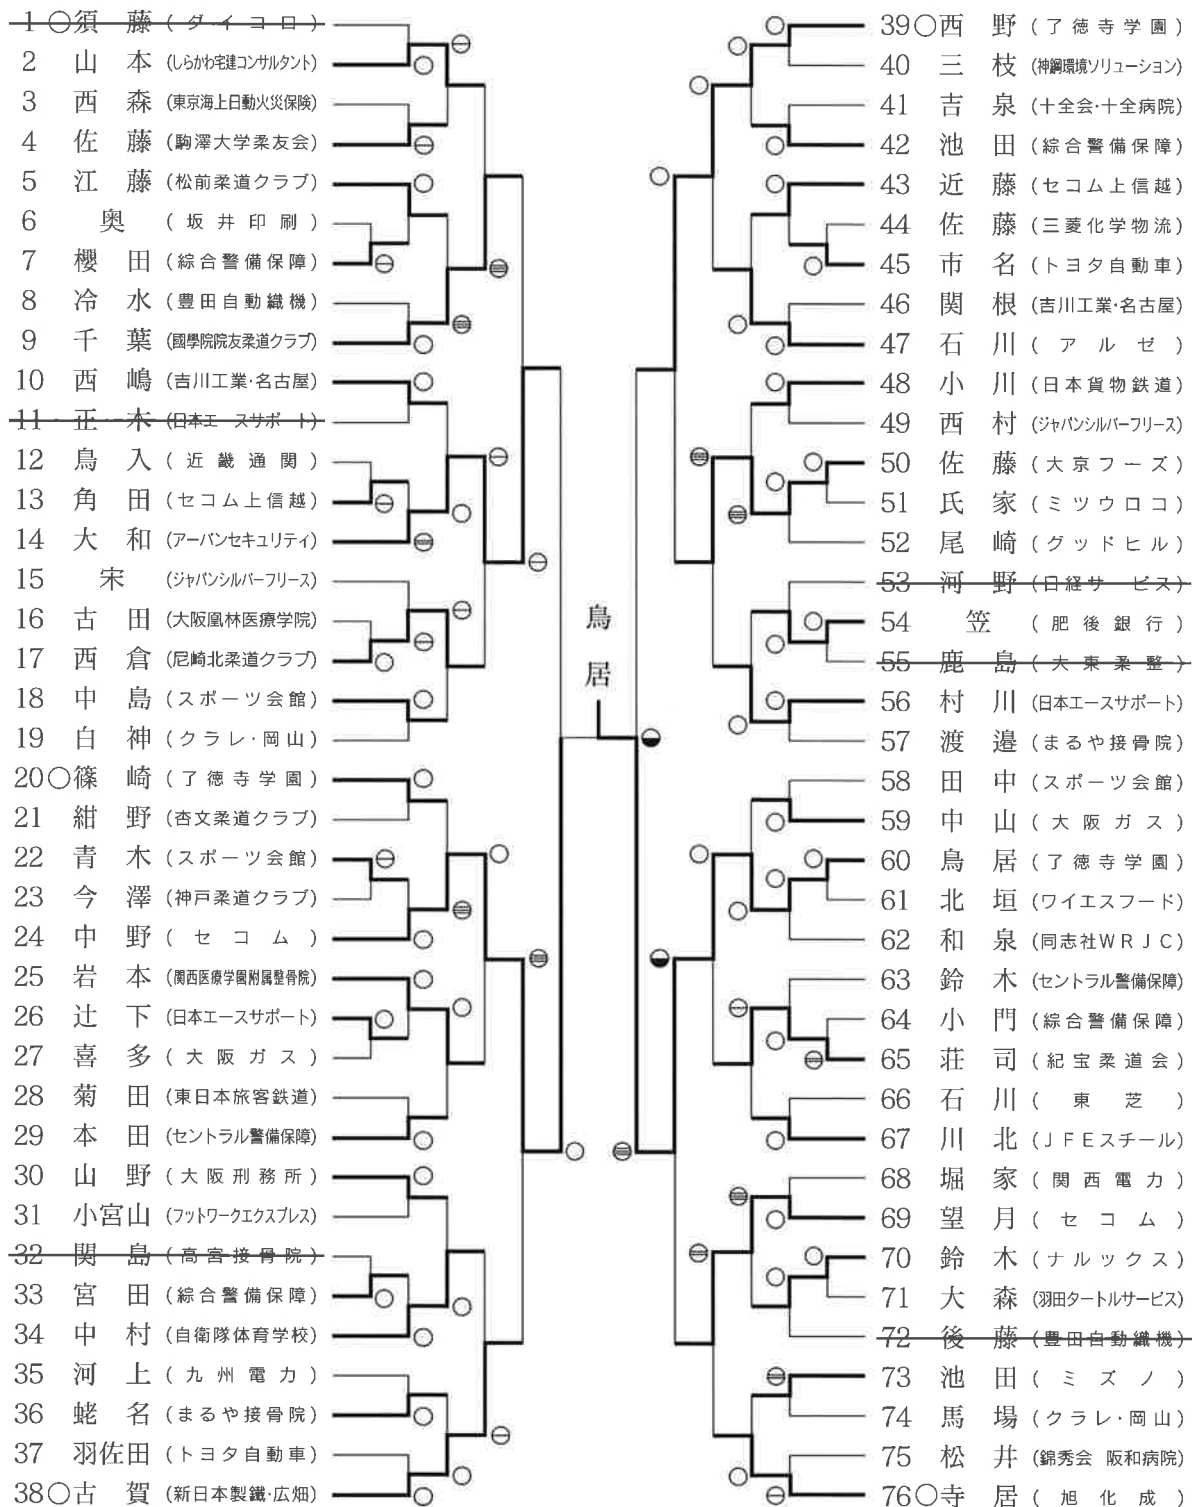 1 ○須藤 (ダイコロ)
2 山本 (しらかわ宅建コンサルタント)
3 西森 (東京海上日動火災保険)
4 佐藤 (駒澤大学柔友会)
5 江藤 (松前柔道クラブ)
6 奥 (坂井印刷)
7 櫻田 (綜合警備保障)
8 冷水 (豊田自動織機)
9 千葉 (國學院院友柔道クラブ)
10 西嶋 (吉川工業・名古屋)
11 正木 (日本エースサポート)
12 鳥入 (近畿通関)
13 角田 (セコム上信越)
14 大和 (アーバンセキュリティ)
15 宋 (ジャパンシルバーフリース)
16 古田 (大阪凰林医療学院)
17 西倉 (尼崎北柔道クラブ)
18 中島 (スポーツ会館)
19 白神 (クラレ・岡山)
20○篠崎 (了徳寺学園)
21 紺野 (杏文柔道クラブ)
22 青木 (スポーツ会館)
23 今澤 (神戸柔道クラブ)
24 中野 (セコム)
25 岩本 (関西医療学園附属整骨院)
26 辻下 (日本エースサポート)
27 喜多 (大阪ガス)
28 菊田 (東日本旅客鉄道)
29 本田 (セントラル警備保障)
30 山野 (大阪刑務所)
31 小宮山 (フットワークエクスプレス)
32 関島 (高宮接骨院)
33 宮田 (綜合警備保障)
34 中村 (自衛隊体育学校)
35 河上 (九州電力)
36 蛯名 (まるや接骨院)
37 羽佐田 (トヨタ自動車)
38○古賀 (新日本製鐵・広畑)
鳥居
39○西野 (了徳寺学園)
40 三枝 (神鋼環境ソリューション)
41 吉泉 (十全会・十全病院)
42 池田 (綜合警備保障)
43 近藤 (セコム上信越)
44 佐藤 (三菱化学物流)
45 市名 (トヨタ自動車)
46 関根 (吉川工業・名古屋)
47 石川 (アルゼ)
48 小川 (日本貨物鉄道)
49 西村 (ジャパンシルバーフリース)
50 佐藤 (大京フーズ)
51 氏家 (ミツウロコ)
52 尾崎 (グッドヒル)
53 河野 (日経サービス)
54 笠 (肥後銀行)
55 鹿島 (大東柔整)
56 村川 (日本エースサポート)
57 渡邉 (まるや接骨院)
58 田中 (スポーツ会館)
59 中山 (大阪ガス)
60 鳥居 (了徳寺学園)
61 北垣 (ワイエスフード)
62 和泉 (同志社WRJC)
63 鈴木 (セントラル警備保障)
64 小門 (綜合警備保障)
65 荘司 (紀宝柔道会)
66 石川 (東芝)
67 川北 (JFEスチール)
68 堀家 (関西電力)
69 望月 (セコム)
70 鈴木 (ナルックス)
71 大森 (羽田タートルサービス)
72 後藤 (豊田自動織機)
73 池田 (ミズノ)
74 馬場 (クラレ・岡山)
75 松井 (錦秀会 阪和病院)
76○寺居 (旭化成)